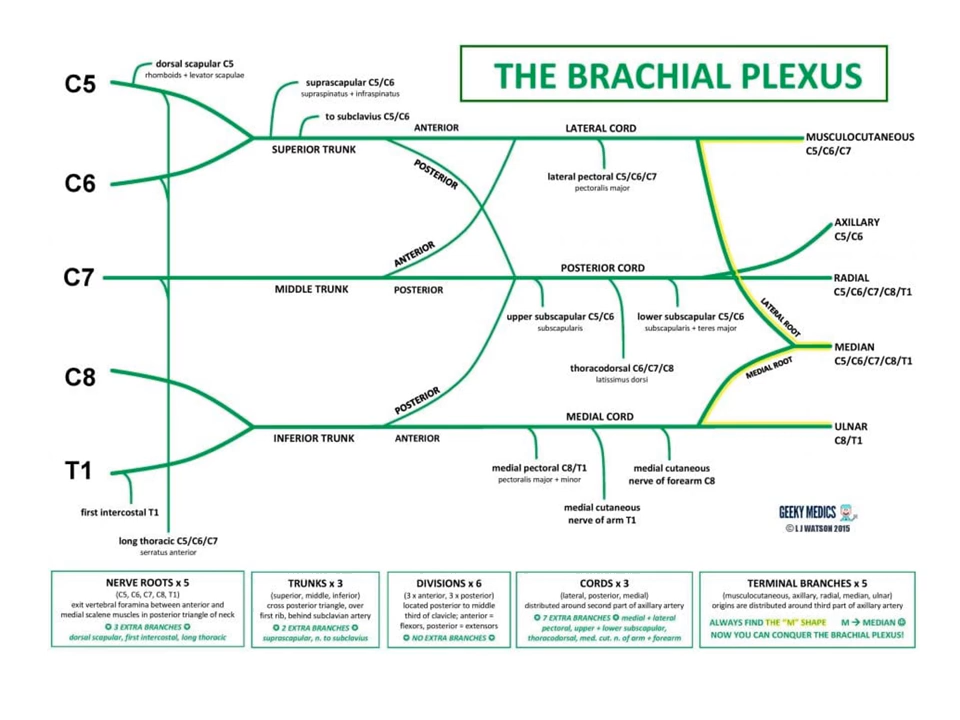 THE BRACHIAL PLEXUS
C5
dorsal scapular C5
rhomboids + levator scapulae
suprascapular C5/C6
supraspinatus + infraspinatus
to subclavius C5/C6
SUPERIOR TRUNK
ANTERIOR
POSTERIOR
LATERAL CORD
lateral pectoral C5/C6/C7
pectoralis major
MUSCULOCUTANEOUS
C5/C6/C7
C6
AXILLARY
C5/C6
ANTERIOR
C7
MIDDLE TRUNK
POSTERIOR
POSTERIOR CORD
upper subscapular C5/C6
subscapularis
lower subscapular C5/C6
subscapularis + teres major
RADIAL
C5/C6/C7/C8/T1
thoracodorsal C6/C7/C8
latissimus dorsi
LATERAL ROOT
MEDIAN
C5/C6/C7/C8/T1
MEDIAL ROOT
C8
POSTERIOR
INFERIOR TRUNK
ANTERIOR
MEDIAL CORD
ULNAR
C8/T1
T1
medial pectoral C8/T1
pectoralis major + minor
medial cutaneous
nerve of forearm C8
medial cutaneous
nerve of arm T1
first intercostal T1
long thoracic C5/C6/C7
serratus anterior
GEEKY MEDICS
© L J WATSON 2015
NERVE ROOTS x 5
(C5, C6, C7, C8, T1)
exit vertebral foramina between anterior and
medial scalene muscles in posterior triangle of neck
✪ 3 EXTRA BRANCHES ✪
dorsal scapular, first intercostal, long thoracic
TRUNKS x 3
(superior, middle, inferior)
cross posterior triangle, over
first rib, behind subclavian artery
✪ 2 EXTRA BRANCHES ✪
suprascapular, n. to subclavius
DIVISIONS x 6
(3 x anterior, 3 x posterior)
located posterior to middle
third of clavicle; anterior =
flexors, posterior = extensors
✪ NO EXTRA BRANCHES ✪
CORDS x 3
(lateral, posterior, medial)
distributed around second part of axillary artery
✪ 7 EXTRA BRANCHES ✪ medial + lateral
pectoral, upper + lower subscapular,
thoracodorsal, med. cut. n. of arm + forearm
TERMINAL BRANCHES x 5
(musculocutaneous, axillary, radial, median, ulnar)
origins are distributed around third part of axillary artery
ALWAYS FIND THE "M" SHAPE M → MEDIAN ☺
NOW YOU CAN CONQUER THE BRACHIAL PLEXUS!